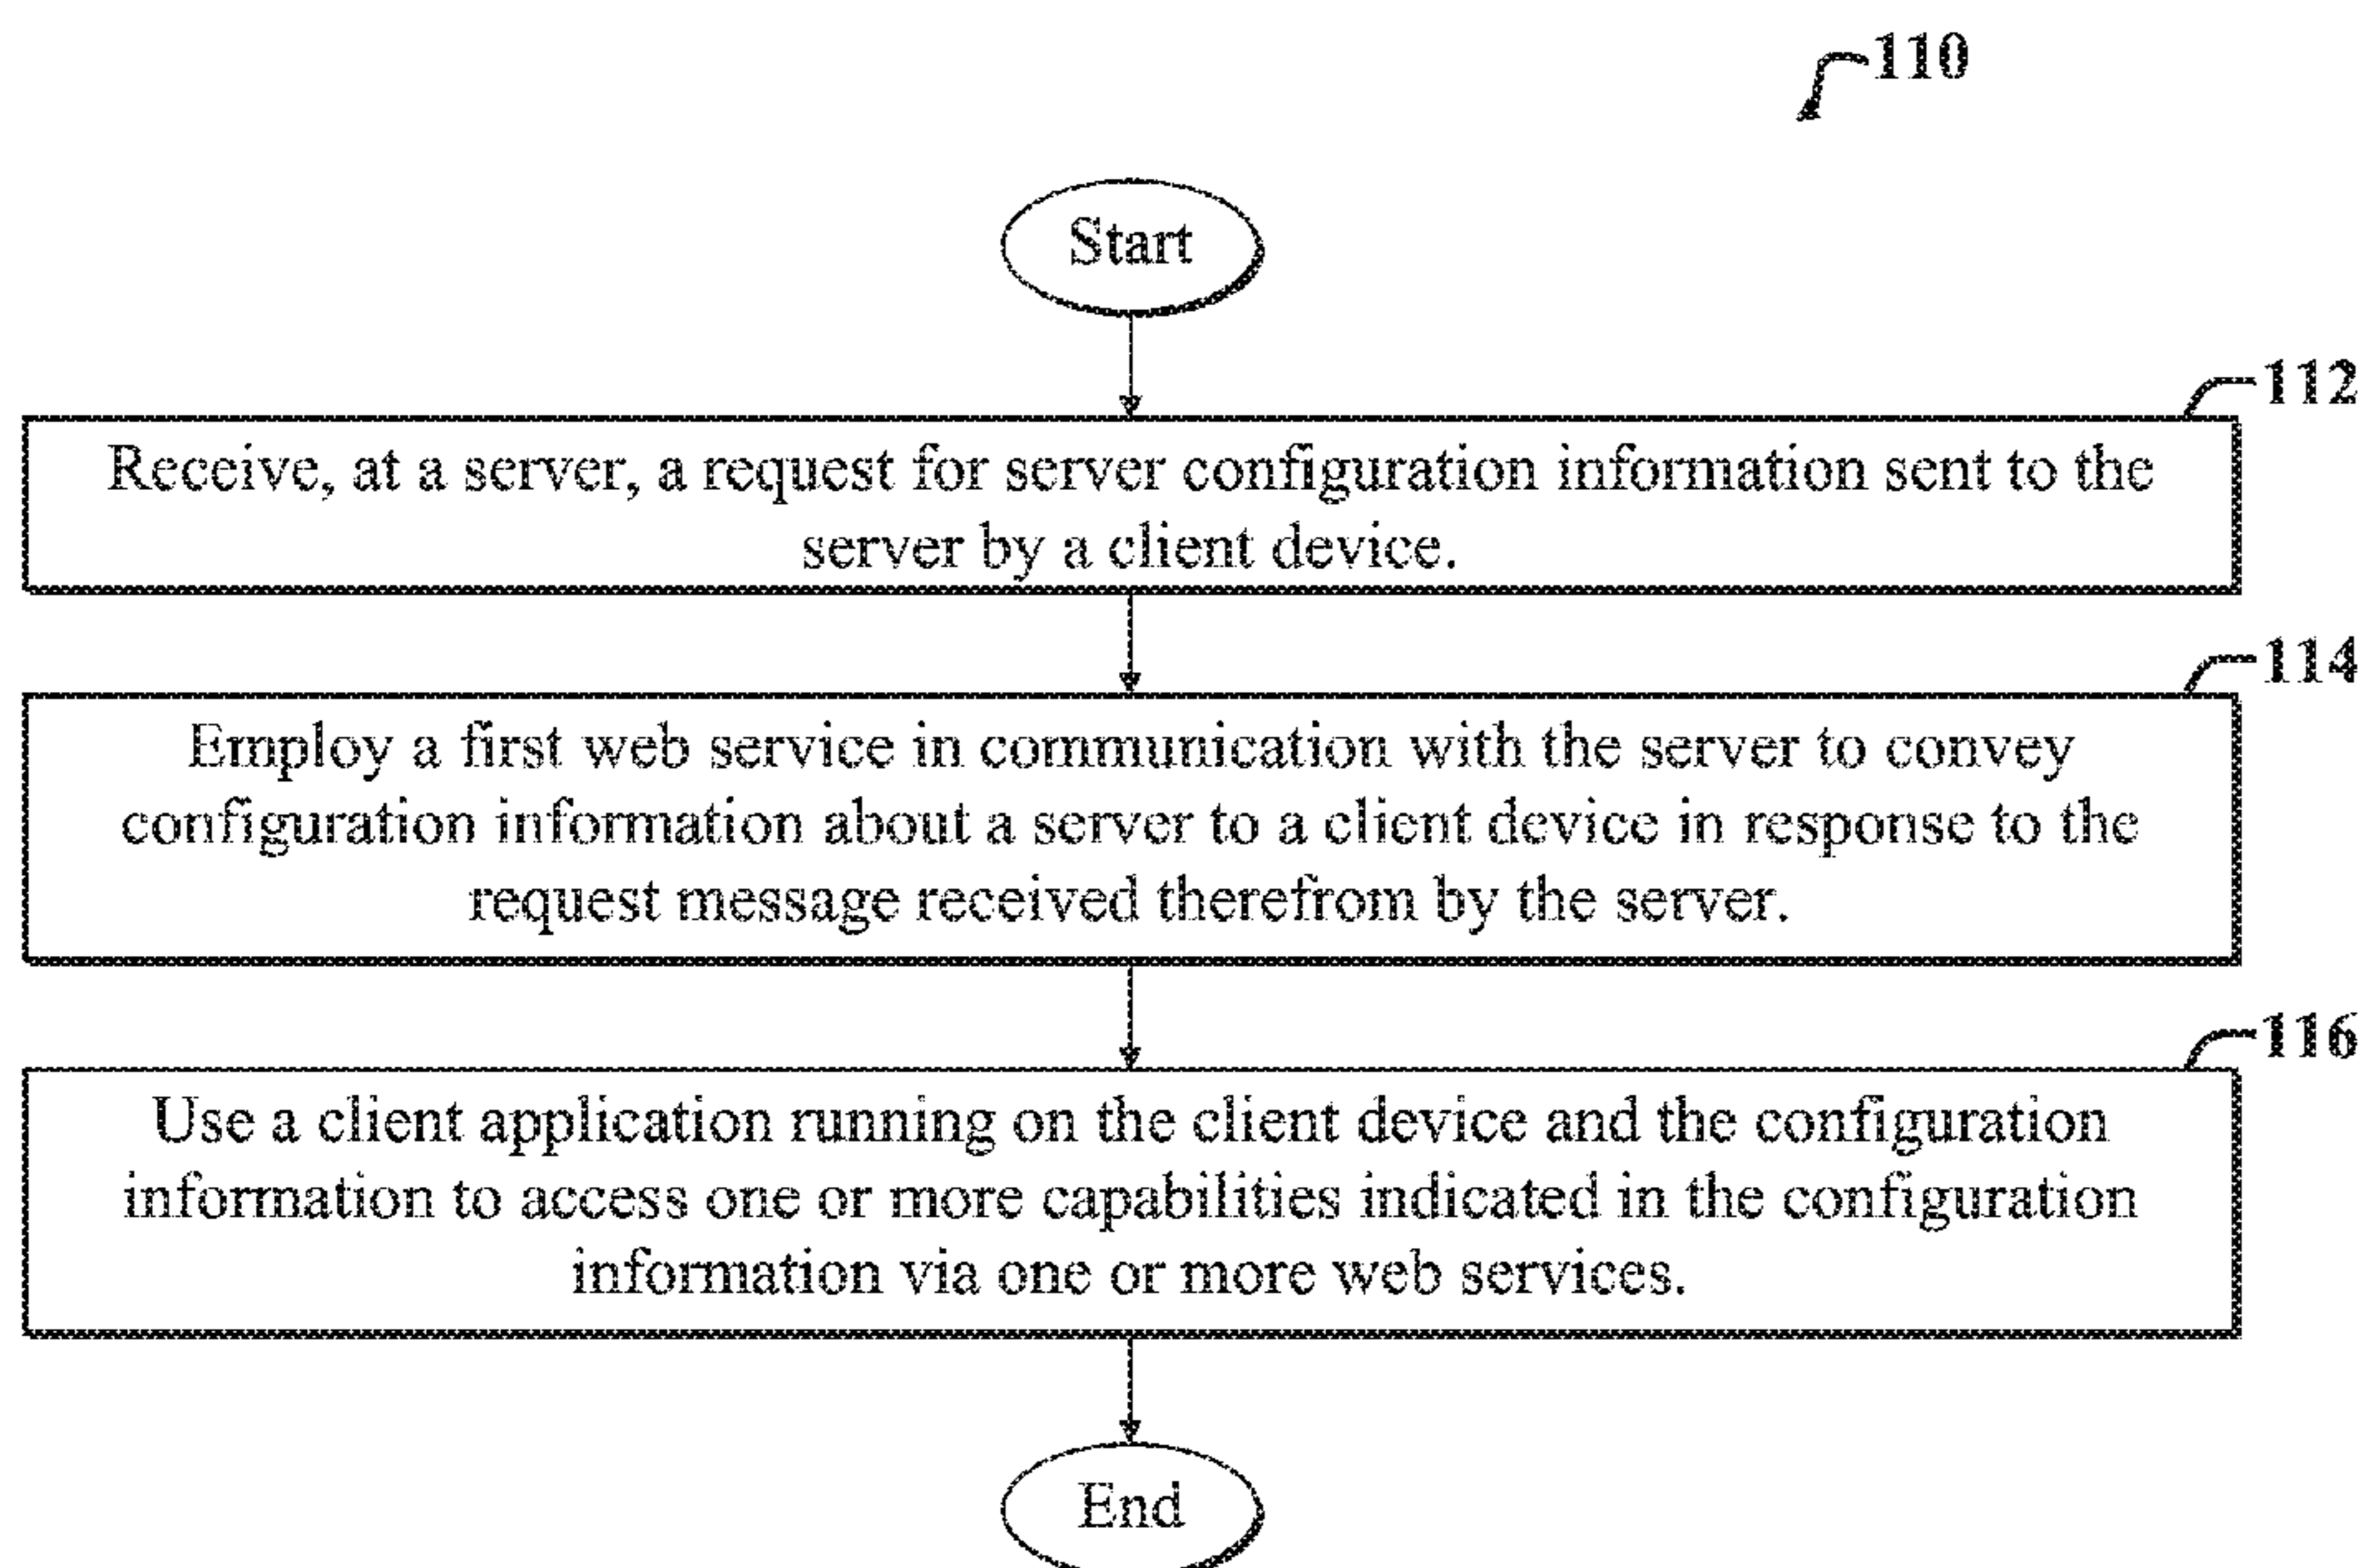 110
Start
112
Receive, at a server, a request for server configuration information sent to the
server by a client device.
114
Employ a first web service in communication with the server to convey
configuration information about a server to a client device in response to the
request message received therefrom by the server.
116
Use a client application running on the client device and the configuration
information to access one or more capabilities indicated in the configuration
information via one or more web services.
End